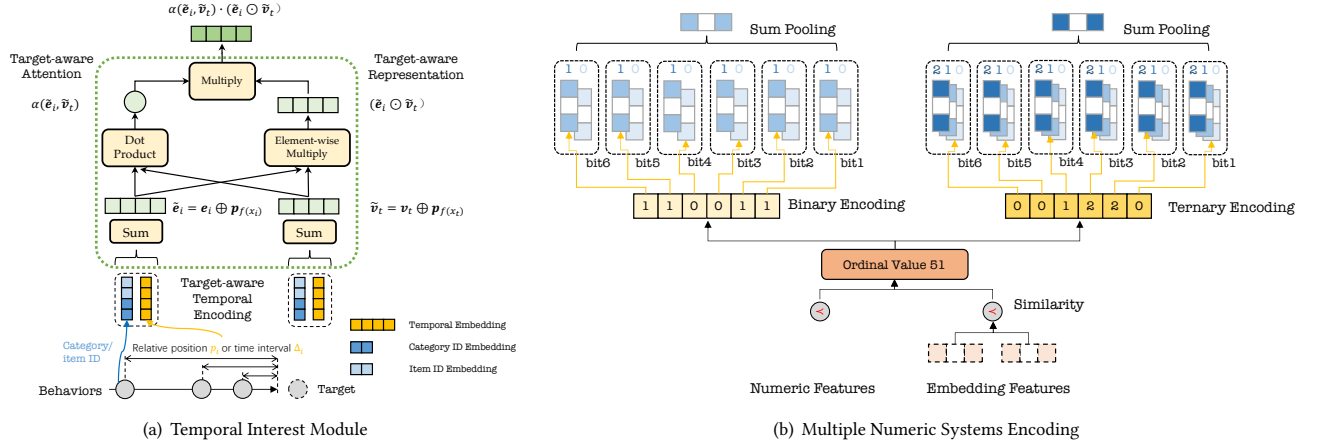 α(ẽᵢ, ṽₜ) · (ẽᵢ ⊙ ṽₜ)
Target-aware
Attention
Target-aware
Representation
Multiply
α(ẽᵢ, ṽₜ)
(ẽᵢ ⊙ ṽₜ)
Dot
Product
Element-wise
Multiply
ẽᵢ = eᵢ ⊕ p_f(xᵢ)
ṽₜ = vₜ ⊕ p_f(xₜ)
Sum
Sum
Target-aware
Temporal
Encoding
Category/
item ID
Relative position pᵢ or time interval Δᵢ
Temporal Embedding
Category ID Embedding
Item ID Embedding
Behaviors
Target
(a) Temporal Interest Module
Sum Pooling
Sum Pooling
1 0 1 0 1 0 1 0 1 0 1 0
2 1 0 2 1 0 2 1 0 2 1 0 2 1 0 2 1 0
bit6 bit5 bit4 bit3 bit2 bit1
bit6 bit5 bit4 bit3 bit2 bit1
1 1 0 0 1 1
Binary Encoding
0 0 1 2 2 0
Ternary Encoding
Ordinal Value 51
Similarity
Numeric Features
Embedding Features
(b) Multiple Numeric Systems Encoding